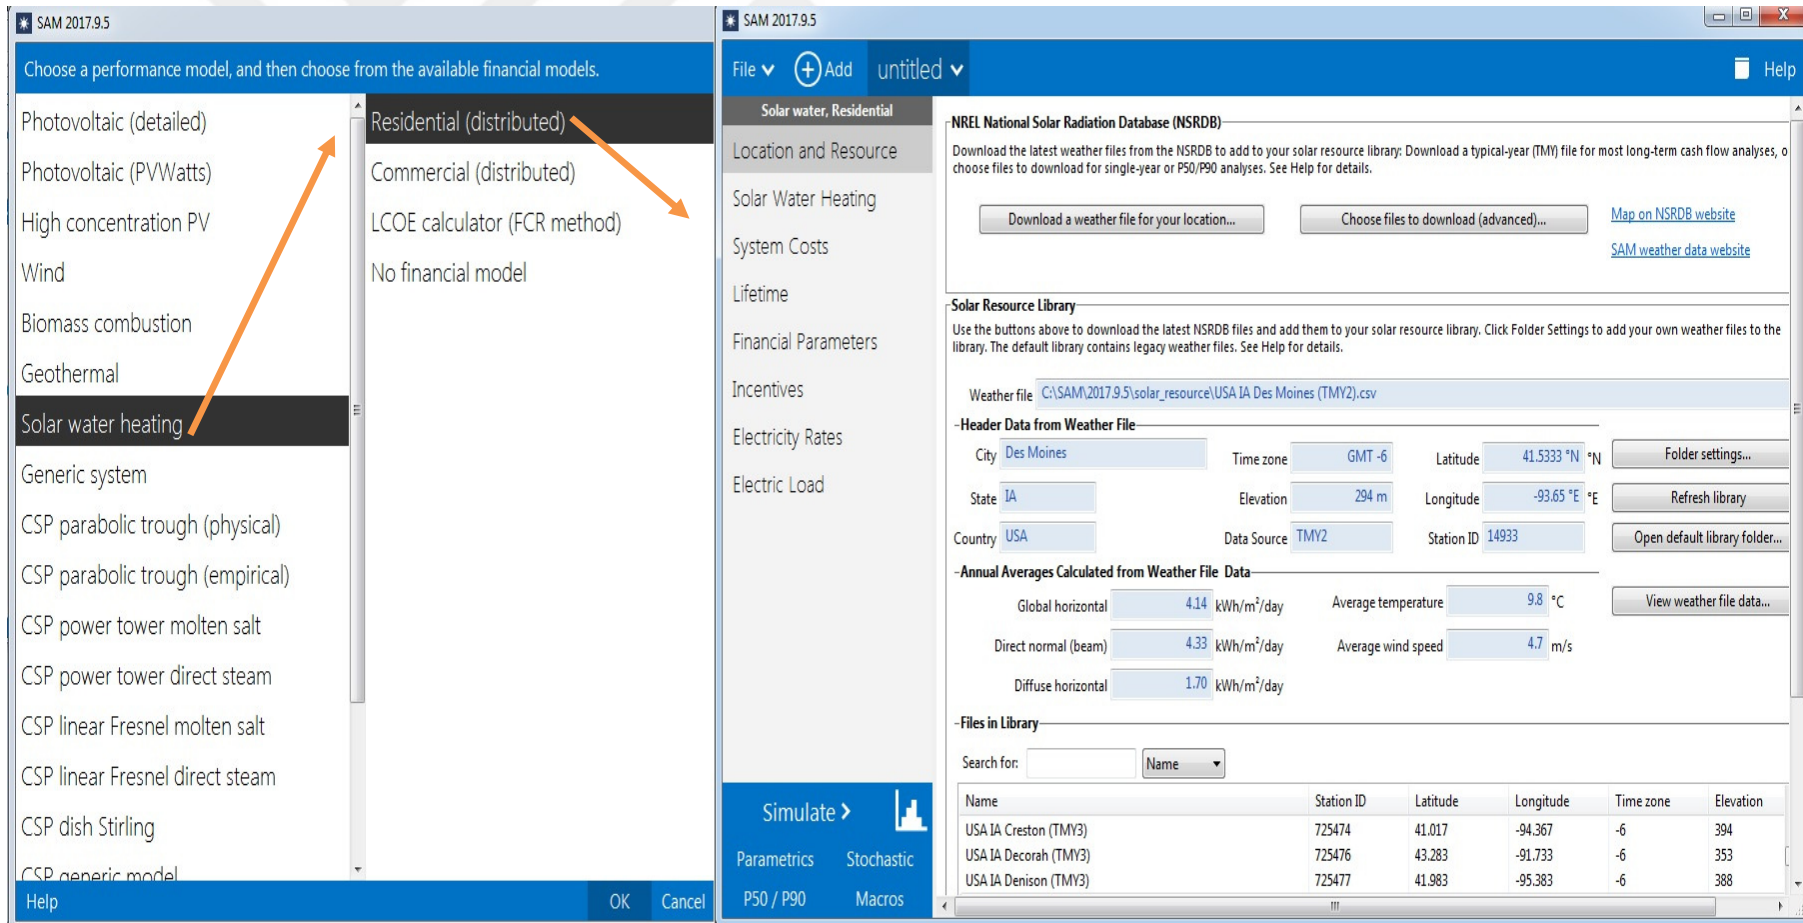 SAM 2017.9.5
Choose a performance model, and then choose from the available financial models.
Photovoltaic (detailed)
Photovoltaic (PVWatts)
High concentration PV
Wind
Biomass combustion
Geothermal
Solar water heating
Generic system
CSP parabolic trough (physical)
CSP parabolic trough (empirical)
CSP power tower molten salt
CSP power tower direct steam
CSP linear Fresnel molten salt
CSP linear Fresnel direct steam
CSP dish Stirling
CSP generic model
Residential (distributed)
Commercial (distributed)
LCOE calculator (FCR method)
No financial model
Help OK Cancel
SAM 2017.9.5
File Add untitled Help
Solar water, Residential
Location and Resource
Solar Water Heating
System Costs
Lifetime
Financial Parameters
Incentives
Electricity Rates
Electric Load
Simulate >
Parametrics Stochastic
P50 / P90 Macros
NREL National Solar Radiation Database (NSRDB)
Download the latest weather files from the NSRDB to add to your solar resource library: Download a typical-year (TMY) file for most long-term cash flow analyses, o
choose files to download for single-year or P50/P90 analyses. See Help for details.
Download a weather file for your location... Choose files to download (advanced)... Map on NSRDB website
SAM weather data website
Solar Resource Library
Use the buttons above to download the latest NSRDB files and add them to your solar resource library. Click Folder Settings to add your own weather files to the
library. The default library contains legacy weather files. See Help for details.
Weather file C:\SAM\2017.9.5\solar_resource\USA IA Des Moines (TMY2).csv
Header Data from Weather File
City Des Moines Time zone GMT -6 Latitude 41.5333 °N °N Folder settings...
State IA Elevation 294 m Longitude -93.65 °E °E Refresh library
Country USA Data Source TMY2 Station ID 14933 Open default library folder...
Annual Averages Calculated from Weather File Data
Global horizontal 4.14 kWh/m²/day Average temperature 9.8 °C View weather file data...
Direct normal (beam) 4.33 kWh/m²/day Average wind speed 4.7 m/s
Diffuse horizontal 1.70 kWh/m²/day
Files in Library
Search for: Name
Name Station ID Latitude Longitude Time zone Elevation
USA IA Creston (TMY3) 725474 41.017 -94.367 -6 394
USA IA Decorah (TMY3) 725476 43.283 -91.733 -6 353
USA IA Denison (TMY3) 725477 41.983 -95.383 -6 388